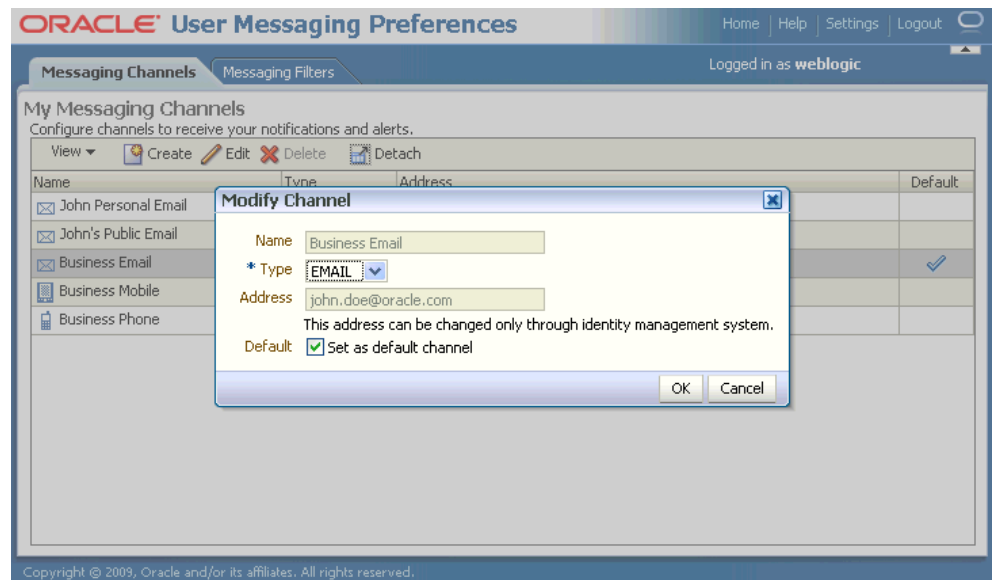 ORACLE User Messaging Preferences
Home | Help | Settings | Logout
Messaging Channels
Messaging Filters
Logged in as weblogic
My Messaging Channels
Configure channels to receive your notifications and alerts.
View Create Edit Delete Detach
Name Type Address Default
John Personal Email
John's Public Email
Business Email
Business Mobile
Business Phone
Modify Channel
Name Business Email
* Type EMAIL
Address john.doe@oracle.com
This address can be changed only through identity management system.
Default Set as default channel
OK Cancel
Copyright © 2009, Oracle and/or its affiliates. All rights reserved.